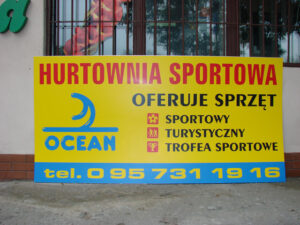 HURTOWNIA SPORTOWA
OFERUJE SPRZĘT
SPORTOWY
TURYSTYCZNY
TROFEA SPORTOWE
OCEAN
tel. 0 95 731 19 16